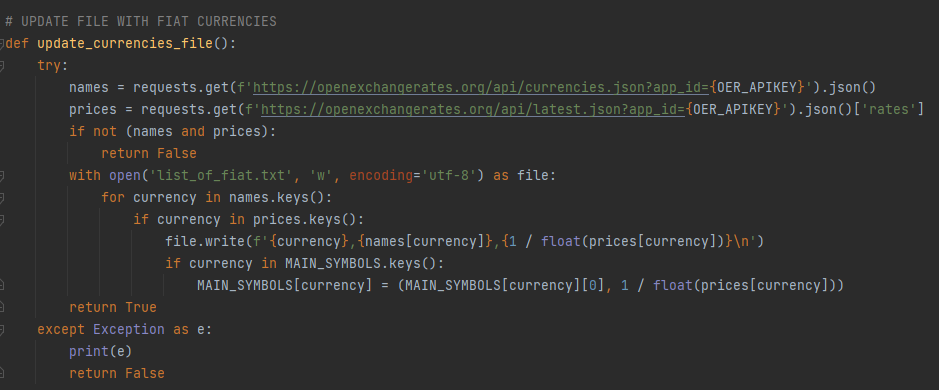 # UPDATE FILE WITH FIAT CURRENCIES
def update_currencies_file():
    try:
        names = requests.get(f'https://openexchangerates.org/api/currencies.json?app_id={OER_APIKEY}').json()
        prices = requests.get(f'https://openexchangerates.org/api/latest.json?app_id={OER_APIKEY}').json()['rates']
        if not (names and prices):
            return False
        with open('list_of_fiat.txt', 'w', encoding='utf-8') as file:
            for currency in names.keys():
                if currency in prices.keys():
                    file.write(f'{currency},{names[currency]},{1 / float(prices[currency])}\n')
                    if currency in MAIN_SYMBOLS.keys():
                        MAIN_SYMBOLS[currency] = (MAIN_SYMBOLS[currency][0], 1 / float(prices[currency]))
        return True
    except Exception as e:
        print(e)
        return False